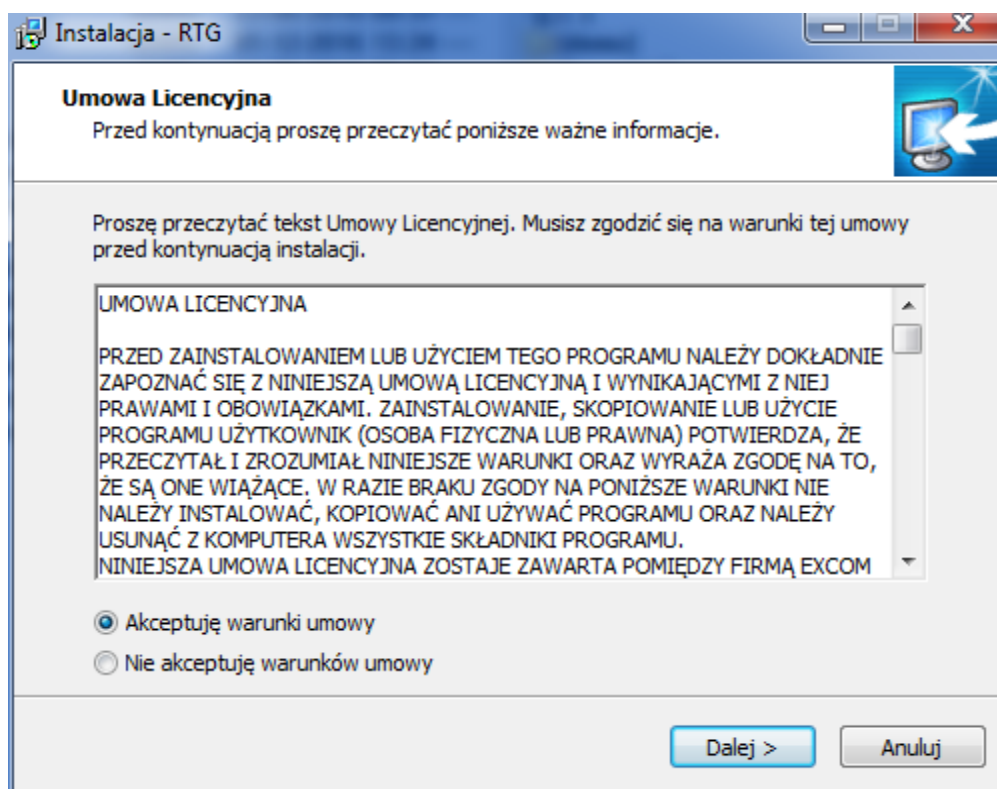 Instalacja - RTG
Umowa Licencyjna
Przed kontynuacją proszę przeczytać poniższe ważne informacje.
Proszę przeczytać tekst Umowy Licencyjnej. Musisz zgodzić się na warunki tej umowy
przed kontynuacją instalacji.
UMOWA LICENCYJNA
PRZED ZAINSTALOWANIEM LUB UŻYCIEM TEGO PROGRAMU NALEŻY DOKŁADNIE
ZAPOZNAĆ SIĘ Z NINIEJSZĄ UMOWĄ LICENCYJNĄ I WYNIKAJĄCYMI Z NIEJ
PRAWAMI I OBOWIĄZKAMI. ZAINSTALOWANIE, SKOPIOWANIE LUB UŻYCIE
PROGRAMU UŻYTKOWNIK (OSOBA FIZYCZNA LUB PRAWNA) POTWIERDZA, ŻE
PRZECZYTAŁ I ZROZUMIAŁ NINIEJSZE WARUNKI ORAZ WYRAŻA ZGODĘ NA TO,
ŻE SĄ ONE WIĄŻĄCE. W RAZIE BRAKU ZGODY NA PONIŻSZE WARUNKI NIE
NALEŻY INSTALOWAĆ, KOPIOWAĆ ANI UŻYWAĆ PROGRAMU ORAZ NALEŻY
USUNĄĆ Z KOMPUTERA WSZYSTKIE SKŁADNIKI PROGRAMU.
NINIEJSZA UMOWA LICENCYJNA ZOSTAJE ZAWARTA POMIĘDZY FIRMĄ EXCOM
Akceptuję warunki umowy
Nie akceptuję warunków umowy
Dalej >
Anuluj